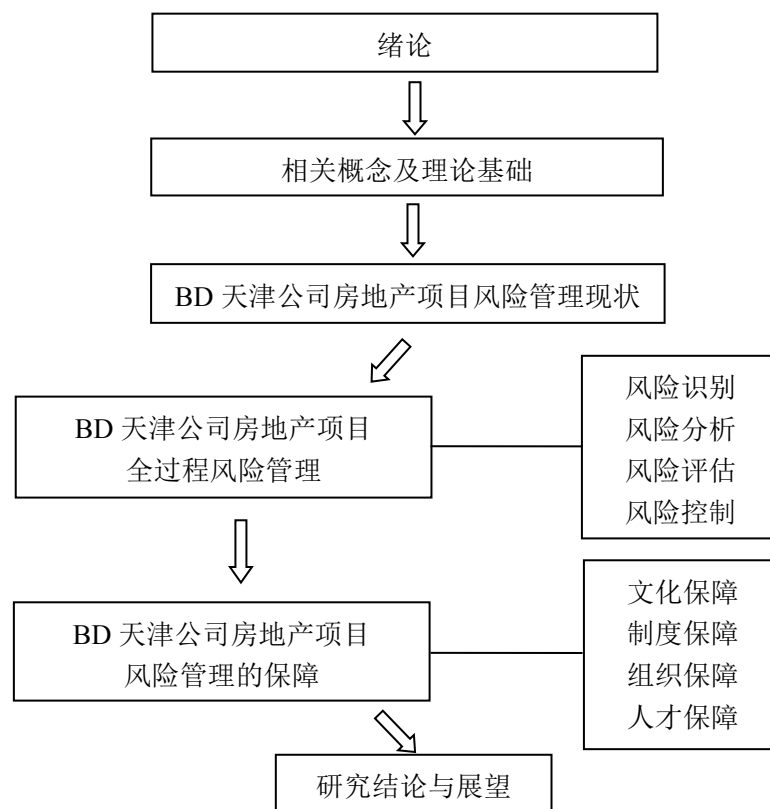 绪论
相关概念及理论基础
BD 天津公司房地产项目风险管理现状
BD 天津公司房地产项目
全过程风险管理
风险识别
风险分析
风险评估
风险控制
BD 天津公司房地产项目
风险管理的保障
文化保障
制度保障
组织保障
人才保障
研究结论与展望